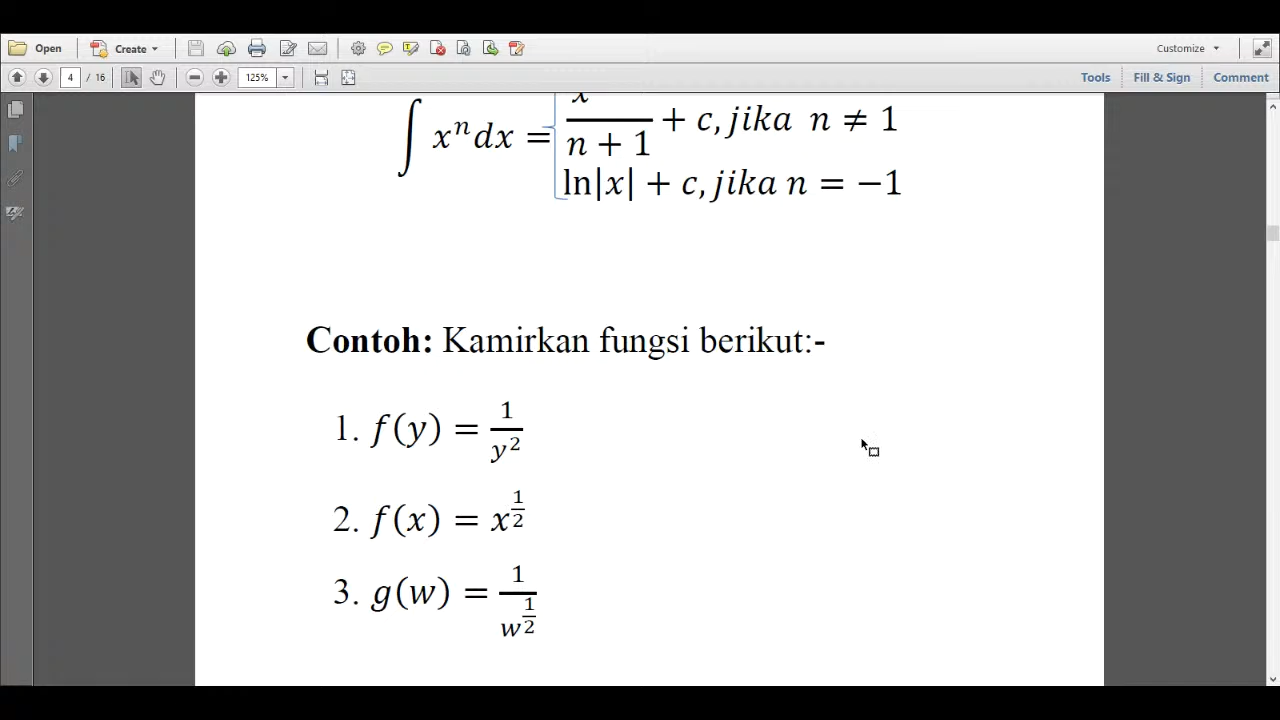 Open Create Customize
4 / 16 125% Tools Fill & Sign Comment
∫ xⁿdx = { x / (n + 1) + c, jika n ≠ 1
ln|x| + c, jika n = −1
Contoh: Kamirkan fungsi berikut:-
1. f(y) = 1/y²
2. f(x) = x^(1/2)
3. g(w) = 1/w^(1/2)